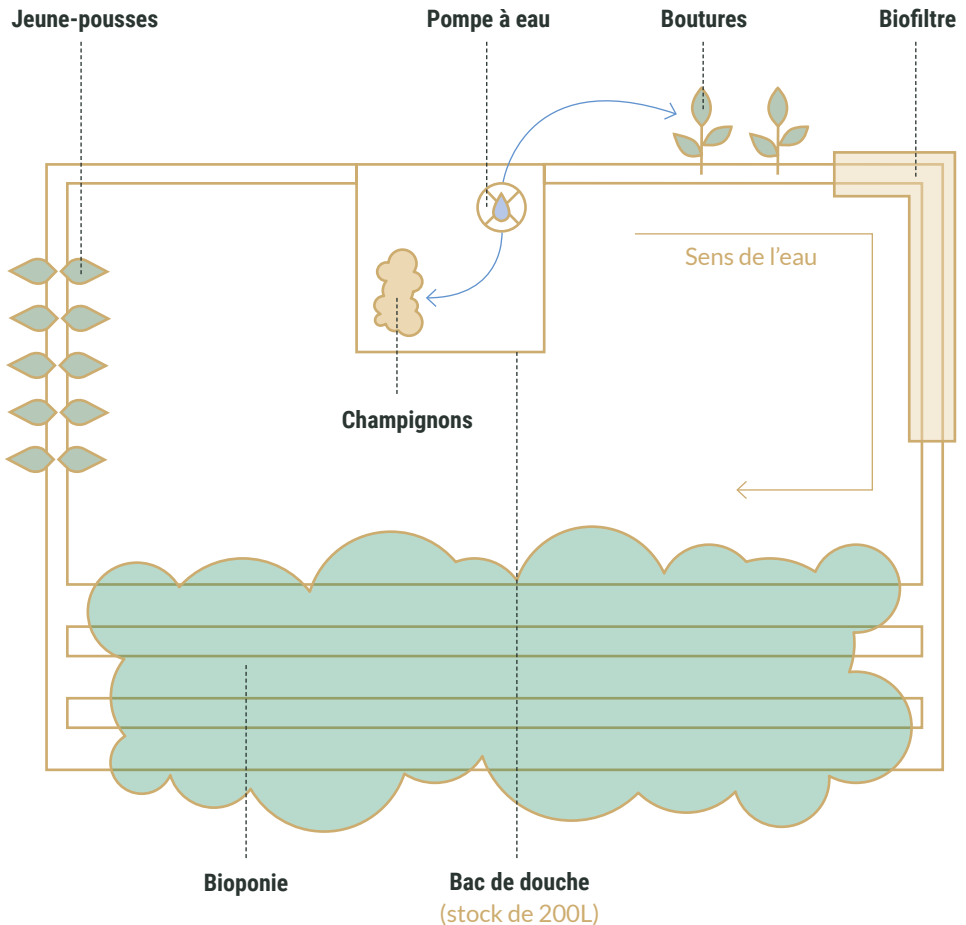 Jeune-pousses
Pompe à eau
Boutures
Biofiltre
Sens de l'eau
Champignons
Bioponie
Bac de douche
(stock de 200L)